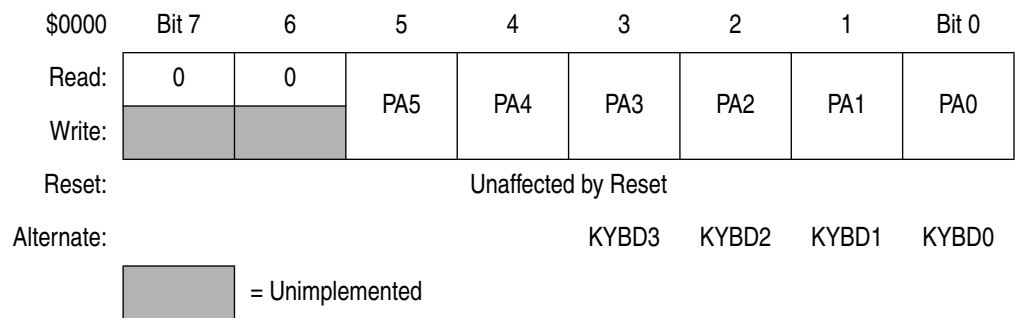 $0000 Bit 7 6 5 4 3 2 1 Bit 0
Read: 0 0 PA5 PA4 PA3 PA2 PA1 PA0
Write:
Reset: Unaffected by Reset
Alternate: KYBD3 KYBD2 KYBD1 KYBD0
= Unimplemented